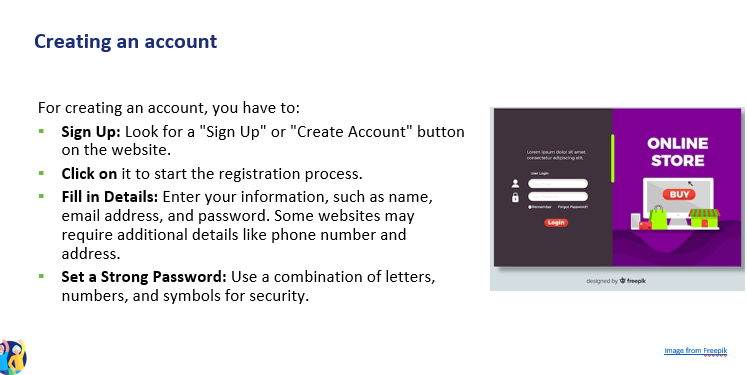 Creating an account
For creating an account, you have to:
▪ Sign Up: Look for a "Sign Up" or "Create Account" button
on the website.
▪ Click on it to start the registration process.
▪ Fill in Details: Enter your information, such as name,
email address, and password. Some websites may
require additional details like phone number and
address.
▪ Set a Strong Password: Use a combination of letters,
numbers, and symbols for security.
Lorem ipsum dolor sit amet,
consectetur adipiscing elit.
User Login
Remember Forgot Password?
Login
ONLINE
STORE
BUY
designed by freepik
Image from Freepik